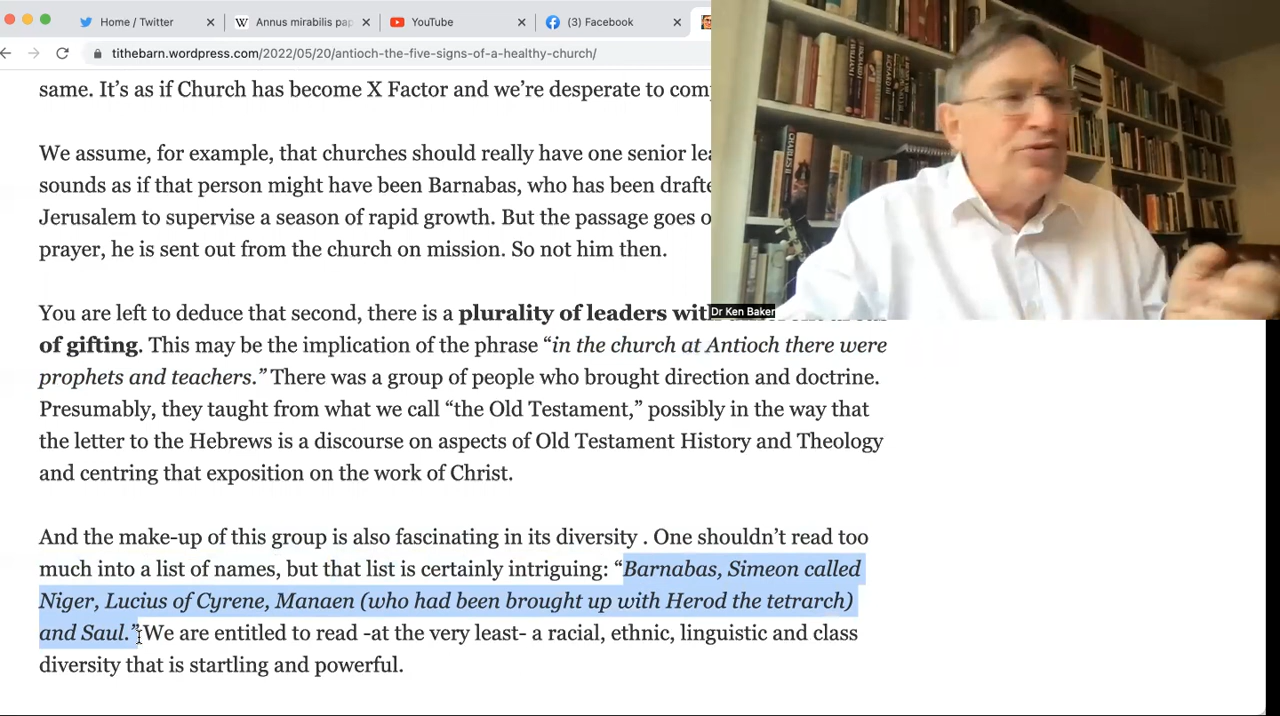 Home / Twitter
Annus mirabilis pap
YouTube
(3) Facebook
tithebarn.wordpress.com/2022/05/20/antioch-the-five-signs-of-a-healthy-church/
same. It’s as if Church has become X Factor and we’re desperate to
We assume, for example, that churches should really have one senior
sounds as if that person might have been Barnabas, who has been
Jerusalem to supervise a season of rapid growth. But the passage goes
prayer, he is sent out from the church on mission. So not him then.
Dr Ken Baker
You are left to deduce that second, there is a plurality of leaders
of gifting. This may be the implication of the phrase “in the church at Antioch there were
prophets and teachers.” There was a group of people who brought direction and doctrine.
Presumably, they taught from what we call “the Old Testament,” possibly in the way that
the letter to the Hebrews is a discourse on aspects of Old Testament History and Theology
and centring that exposition on the work of Christ.
And the make-up of this group is also fascinating in its diversity . One shouldn’t read too
much into a list of names, but that list is certainly intriguing: “Barnabas, Simeon called
Niger, Lucius of Cyrene, Manaen (who had been brought up with Herod the tetrarch)
and Saul.” We are entitled to read -at the very least- a racial, ethnic, linguistic and class
diversity that is startling and powerful.